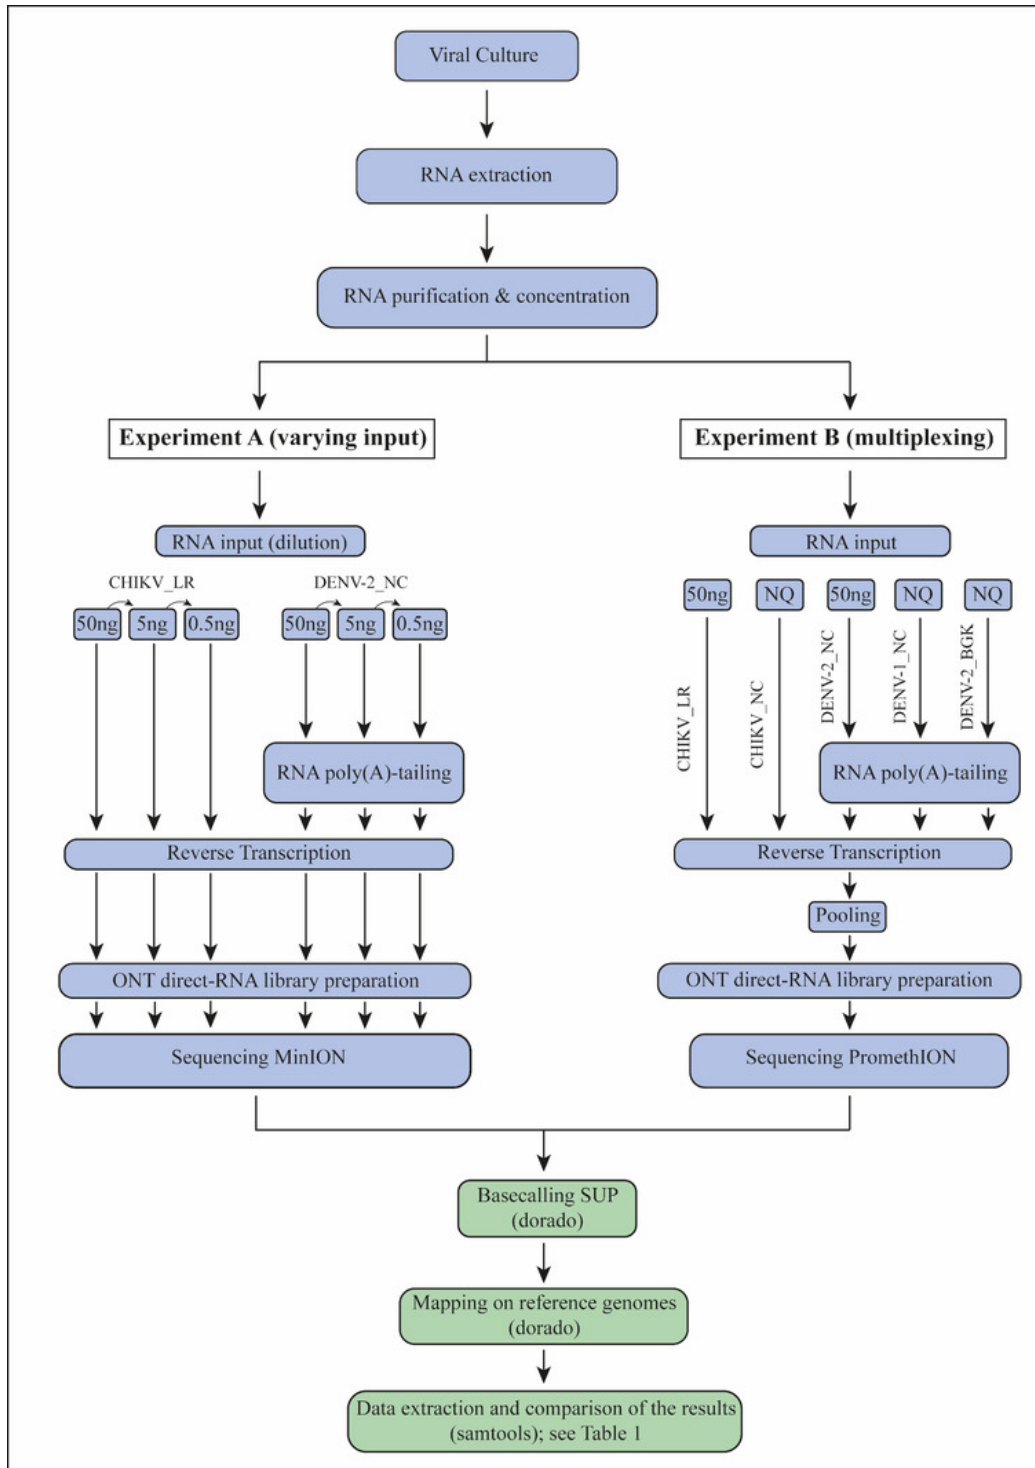 Viral Culture
RNA extraction
RNA purification & concentration
Experiment A (varying input)
Experiment B (multiplexing)
RNA input (dilution)
RNA input
CHIKV_LR
DENV-2_NC
50ng
5ng
0.5ng
50ng
5ng
0.5ng
50ng
NQ
50ng
NQ
NQ
CHIKV_LR
CHIKV_NC
DENV-2_NC
DENV-1_NC
DENV-2_BGK
RNA poly(A)-tailing
RNA poly(A)-tailing
Reverse Transcription
Reverse Transcription
Pooling
ONT direct-RNA library preparation
ONT direct-RNA library preparation
Sequencing MinION
Sequencing PromethION
Basecalling SUP
(dorado)
Mapping on reference genomes
(dorado)
Data extraction and comparison of the results
(samtools); see Table 1